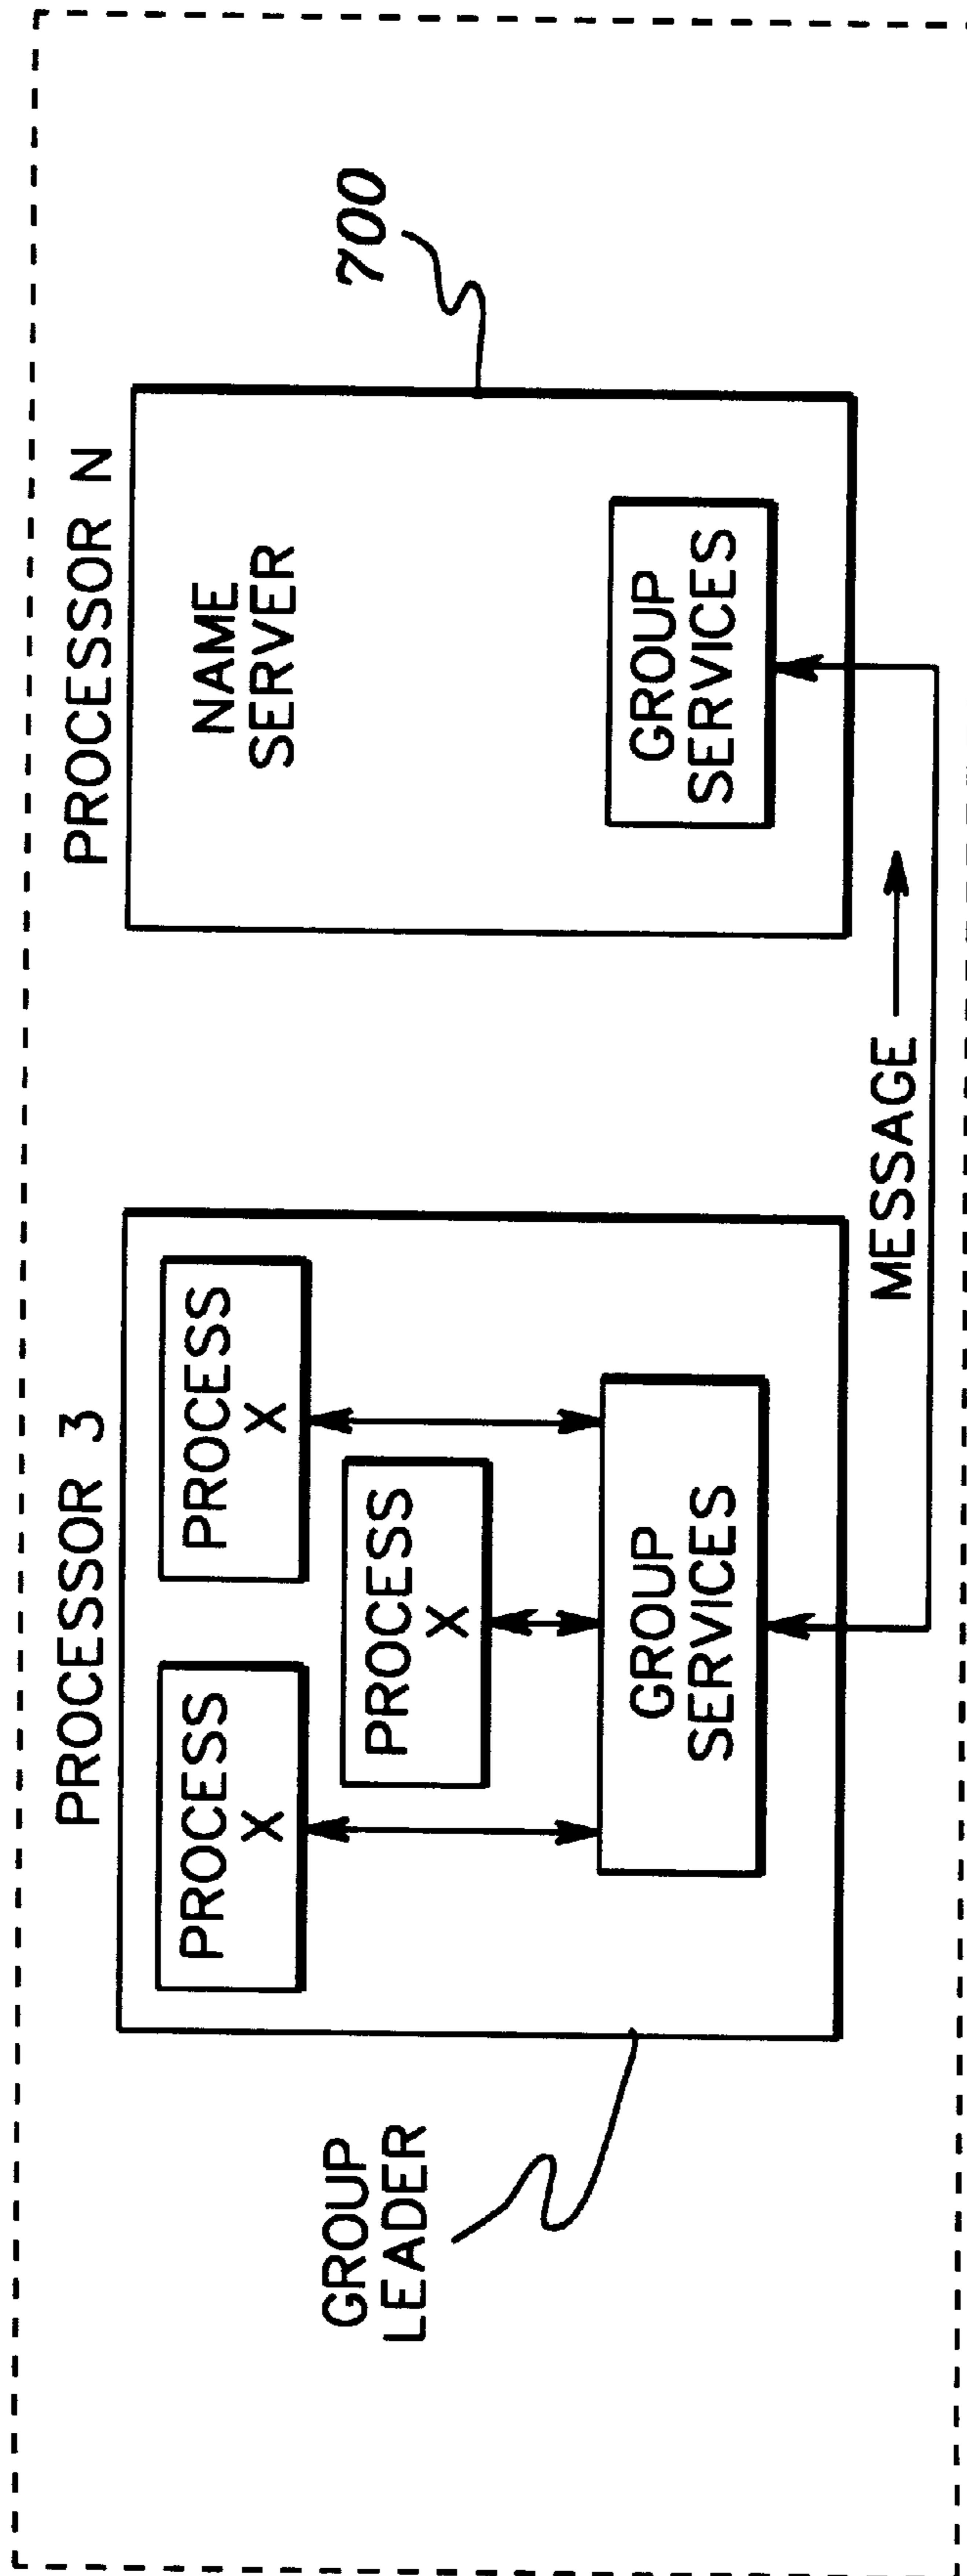 PROCESSOR 3
PROCESS
X
PROCESS
X
PROCESS
X
GROUP
SERVICES
GROUP
LEADER
MESSAGE
PROCESSOR N
NAME
SERVER
GROUP
SERVICES
700